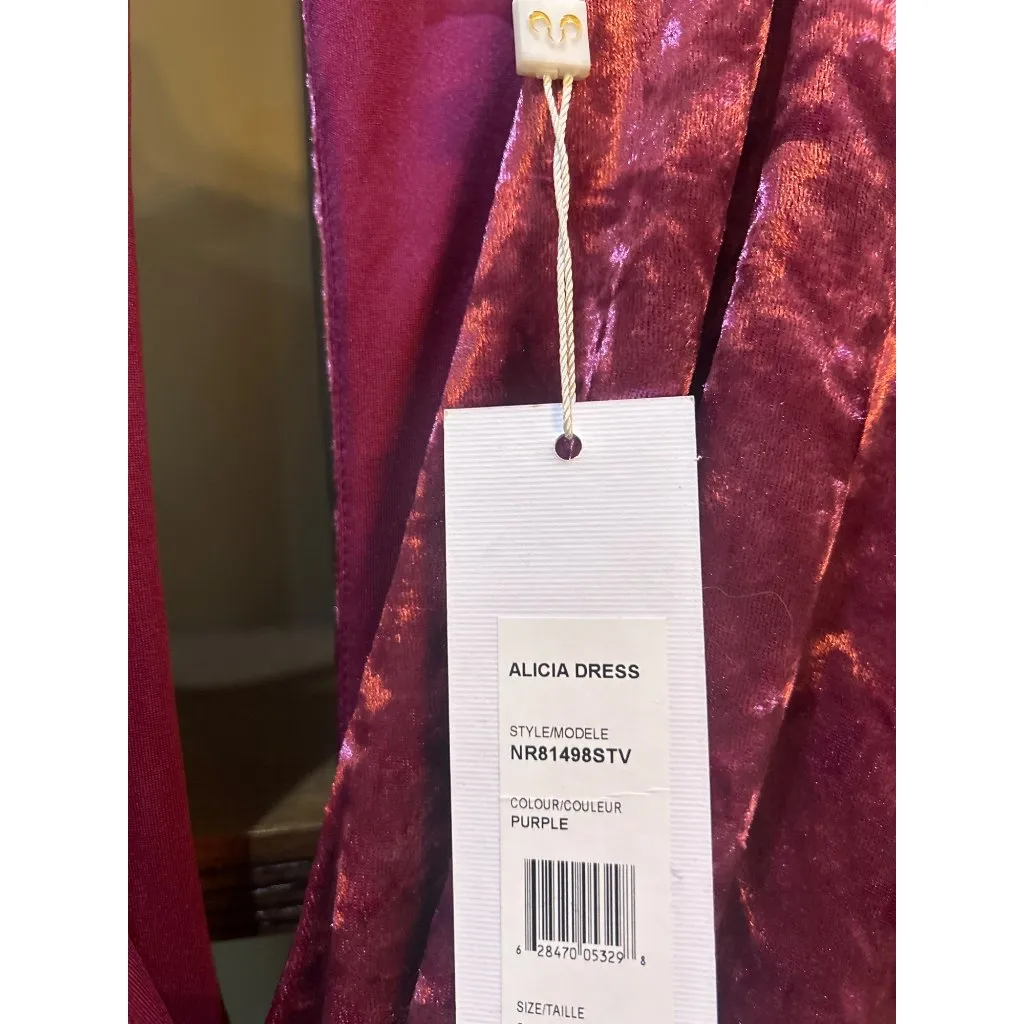 ALICIA DRESS
STYLE/MODELE
NR81498STV
COLOUR/COULEUR
PURPLE
6 28470 05329 8
SIZE/TAILLE